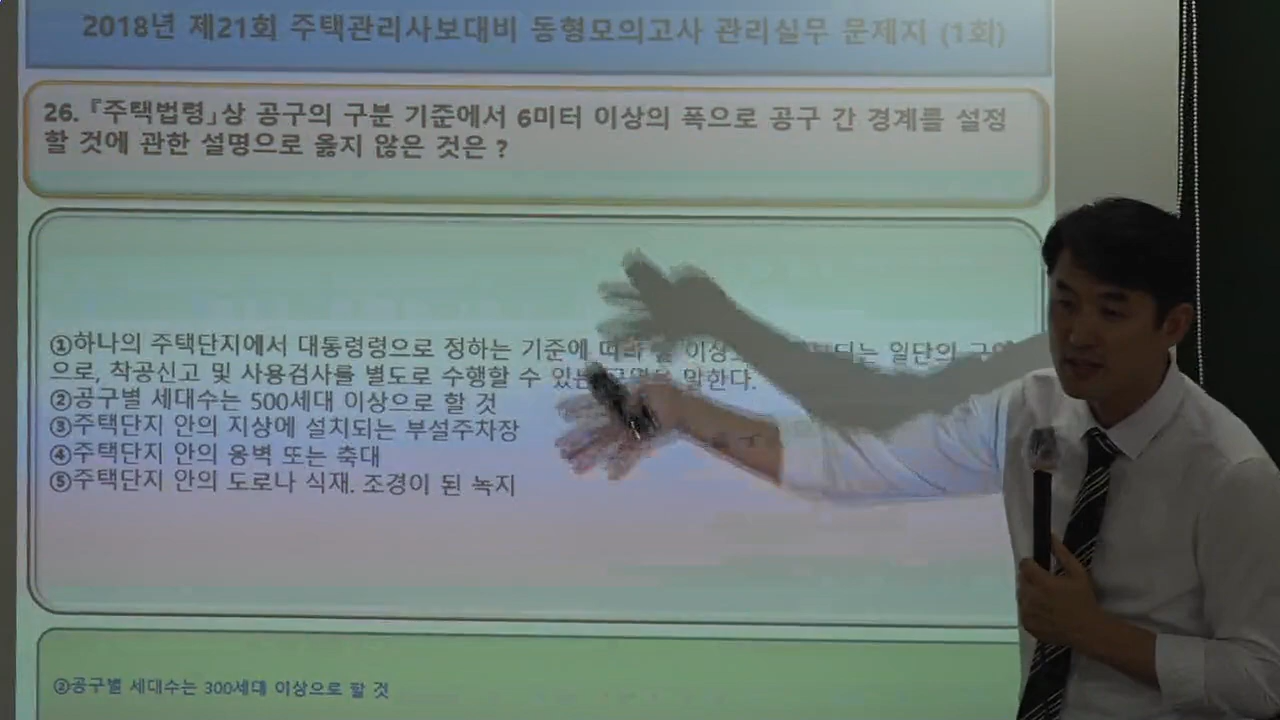 2018년 제21회 주택관리사보대비 동형모의고사 관리실무 문제지 (1회)
26. 『주택법령』상 공구의 구분 기준에서 6미터 이상의 폭으로 공구 간 경계를 설정
할 것에 관한 설명으로 옳지 않은 것은 ?
①하나의 주택단지에서 대통령령으로 정하는 기준에 이상으 되는 일단의
으로, 착공신고 및 사용검사를 별도로 수행할 수 말한다.
②공구별 세대수는 500세대 이상으로 할 것
③주택단지 안의 지상에 설치되는 부설주차장
④주택단지 안의 옹벽 또는 축대
⑤주택단지 안의 도로나 식재. 조경이 된 녹지
②공구별 세대수는 300세대 이상으로 할 것